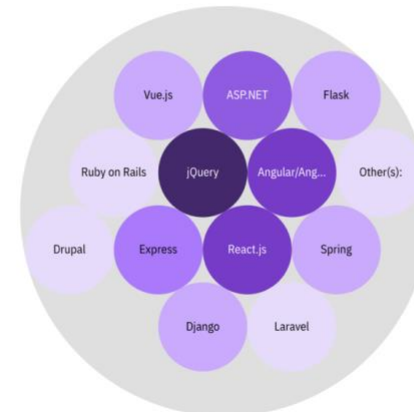 Vue.js
ASP.NET
Flask
Ruby on Rails
jQuery
Angular/Ang...
Other(s):
Drupal
Express
React.js
Spring
Django
Laravel